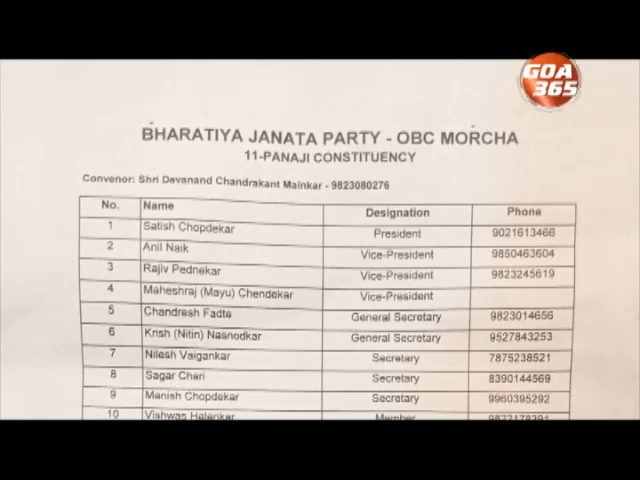 GOA
365
BHARATIYA JANATA PARTY - OBC MORCHA
11-PANAJI CONSTITUENCY
Convenor: Shri Devanand Chandrakant Mainkar - 9823080276
No. Name Designation Phone
1 Satish Chopdekar President 9021613466
2 Anil Naik Vice-President 9850463604
3 Rajiv Pednekar Vice-President 9823245619
4 Maheshraj (Mayu) Chendekar Vice-President
5 Chandresh Fadte General Secretary 9823014656
6 Krish (Nitin) Nasnodkar General Secretary 9527843253
7 Nilesh Vaigankar Secretary 7875238521
8 Sagar Chari Secretary 8390144569
9 Manish Chopdekar Secretary 9960395292
10 Vishwas Halankar Member